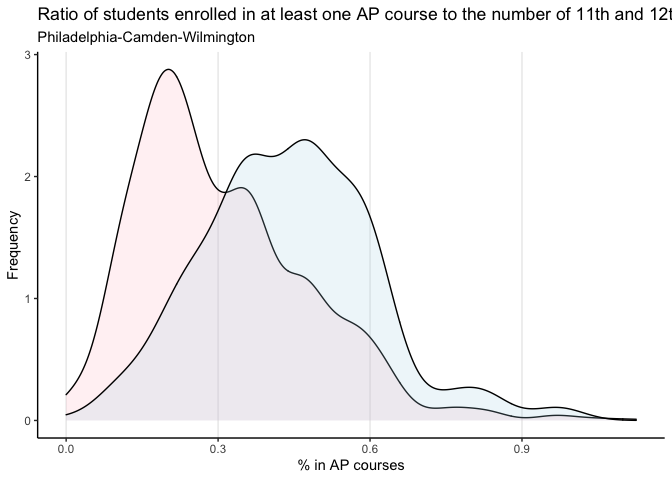 Ratio of students enrolled in at least one AP course to the number of 11th and 12t
Philadelphia-Camden-Wilmington
3
2
1
0
Frequency
0.0 0.3 0.6 0.9
% in AP courses